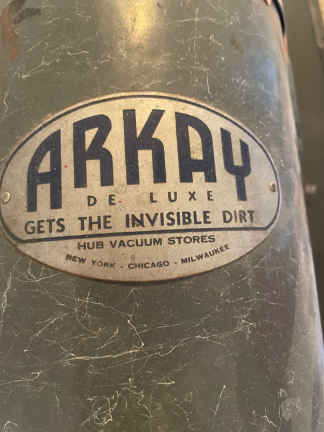 ARKAY
DE LUXE
GETS THE INVISIBLE DIRT
HUB VACUUM STORES
NEW YORK - CHICAGO - MILWAUKEE